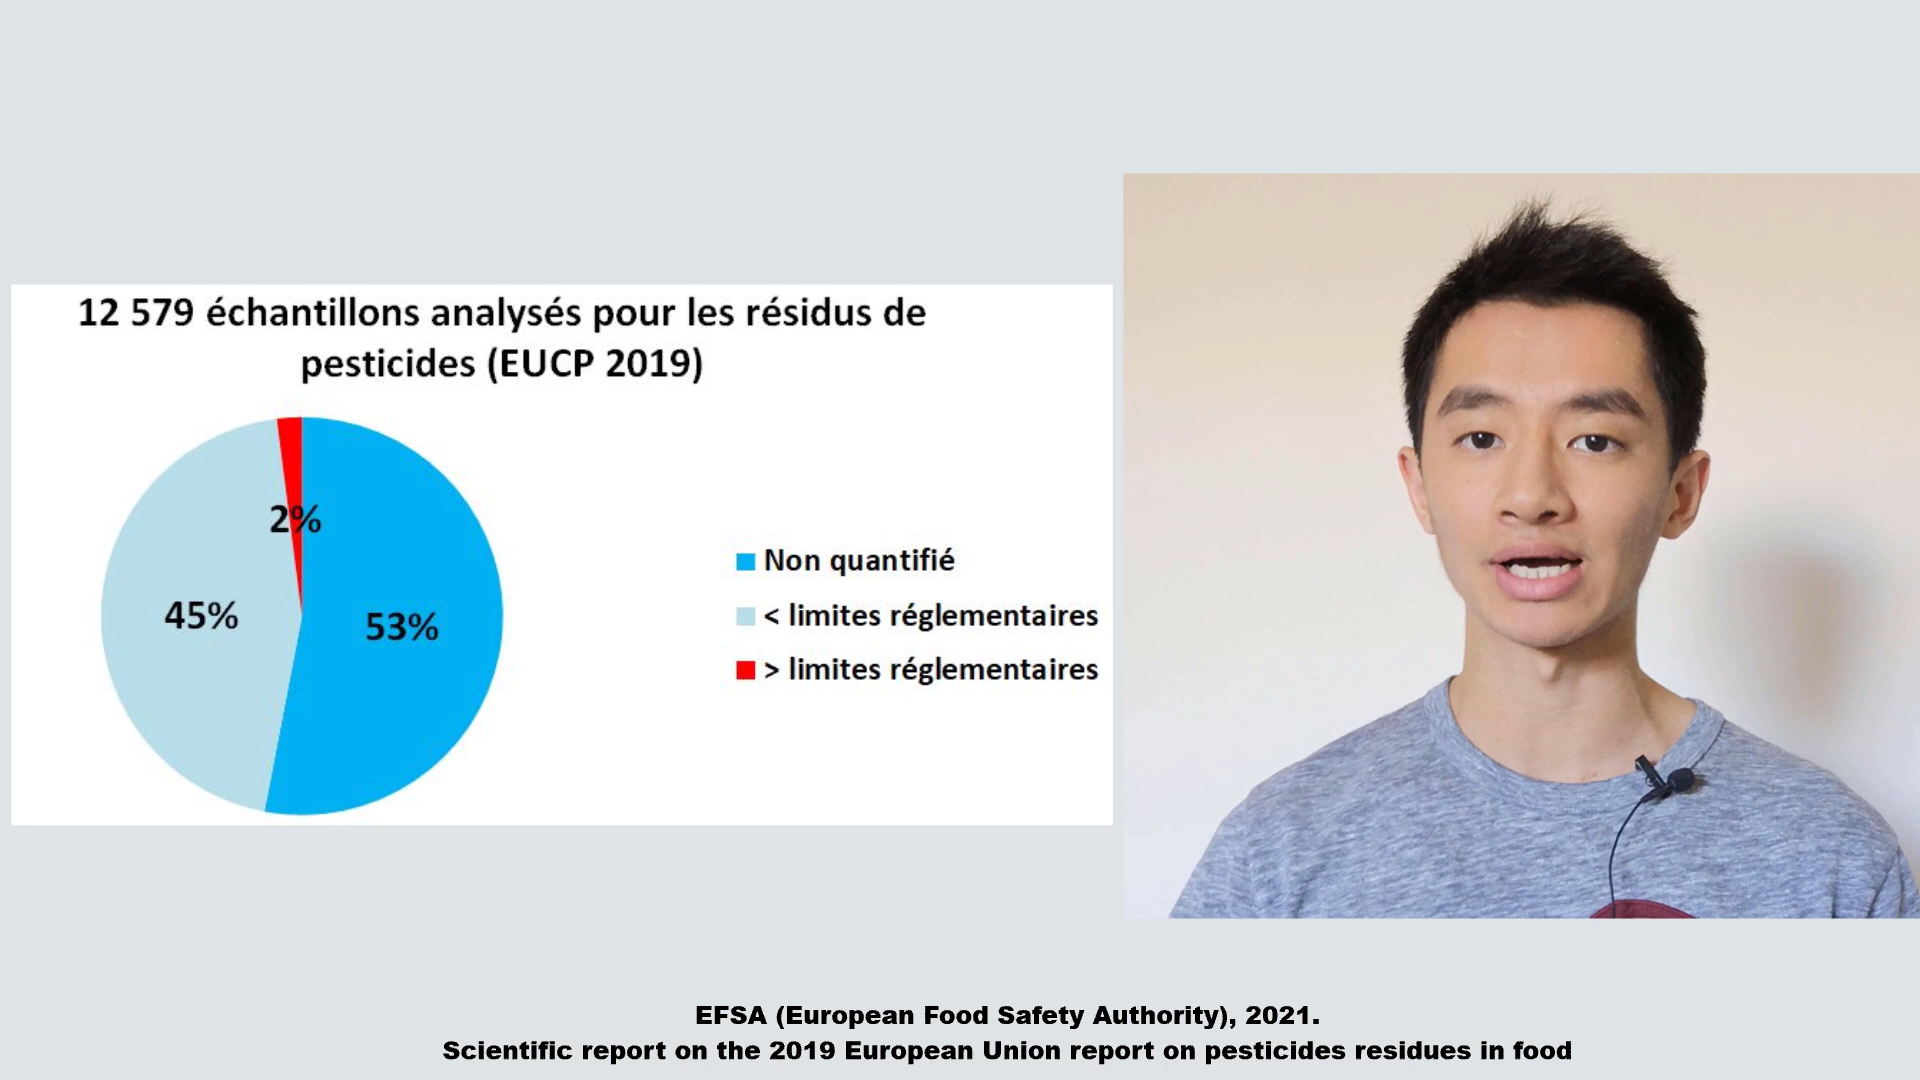 12 579 échantillons analysés pour les résidus de
pesticides (EUCP 2019)
2%
45%
53%
Non quantifié
< limites réglementaires
> limites réglementaires
EFSA (European Food Safety Authority), 2021.
Scientific report on the 2019 European Union report on pesticides residues in food